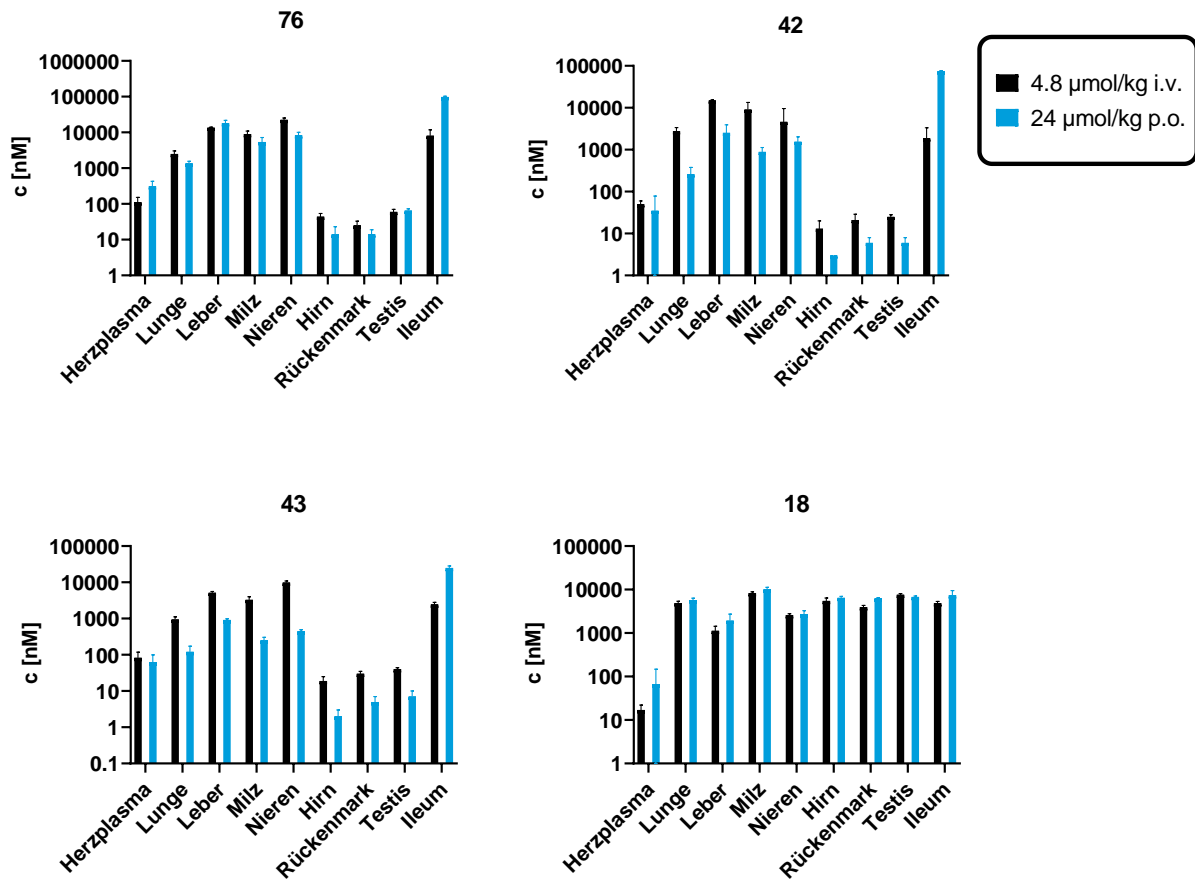 76
1000000
100000
10000
1000
100
10
1
c [nM]
Herzplasma
Lunge
Leber
Milz
Nieren
Hirn
Rückenmark
Testis
Ileum
42
100000
10000
1000
100
10
1
c [nM]
Herzplasma
Lunge
Leber
Milz
Nieren
Hirn
Rückenmark
Testis
Ileum
4.8 µmol/kg i.v.
24 µmol/kg p.o.
43
100000
10000
1000
100
10
1
0.1
c [nM]
Herzplasma
Lunge
Leber
Milz
Nieren
Hirn
Rückenmark
Testis
Ileum
18
100000
10000
1000
100
10
1
c [nM]
Herzplasma
Lunge
Leber
Milz
Nieren
Hirn
Rückenmark
Testis
Ileum